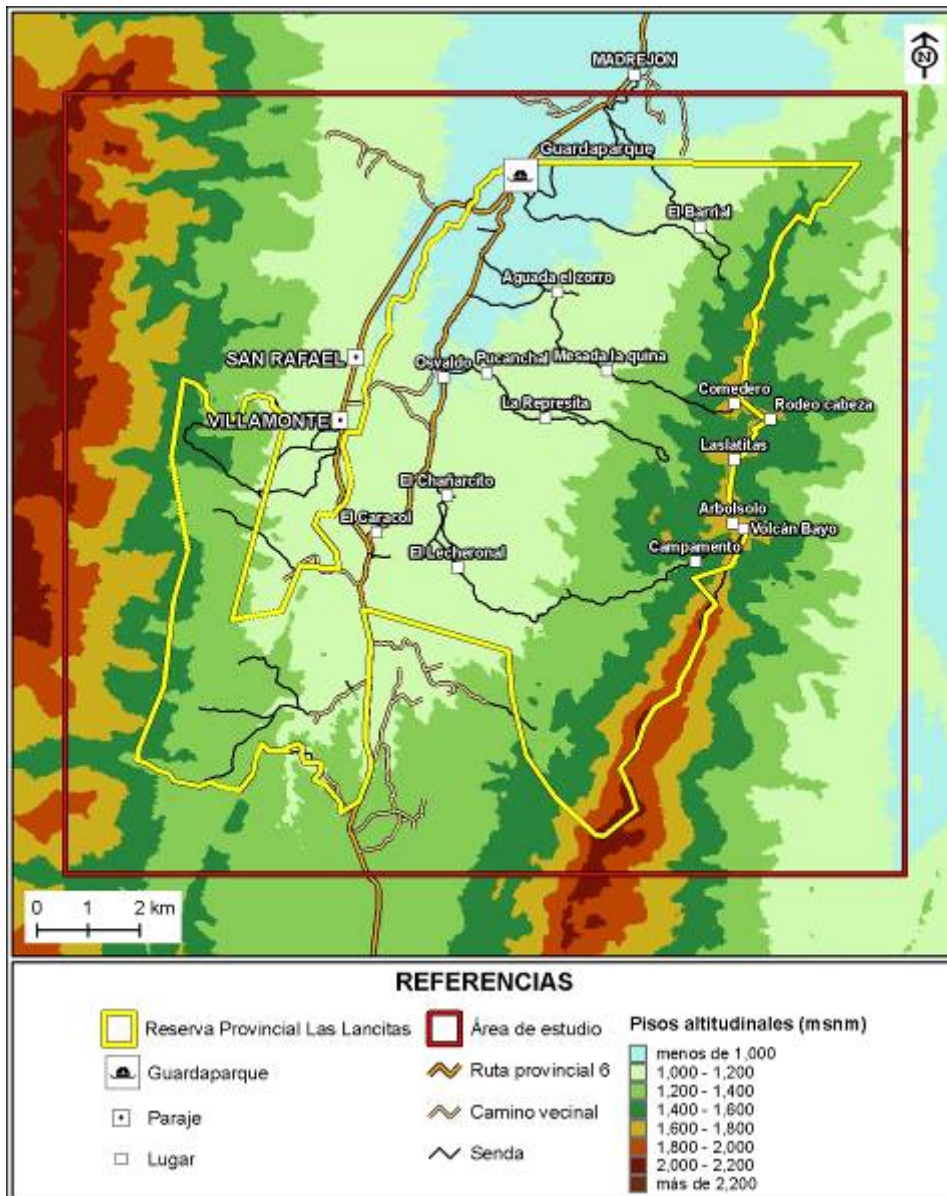 MADREJON
N
Guardaparque
El Barrial
Aguada el zorro
SAN RAFAEL
Osvaldo
Pucanchal
Mesada la quina
Comedero
Rodeo cabeza
La Represita
VILLAMONTE
Laslatitas
El Chañarcito
Arbolsolo
Volcán Bayo
El Caracol
Campamento
El Lecheronal
0 1 2 km
REFERENCIAS
Reserva Provincial Las Lancitas
Área de estudio
Pisos altitudinales (msnm)
Guardaparque
Ruta provincial 6
Paraje
Camino vecinal
Lugar
Senda
menos de 1,000
1,000 - 1,200
1,200 - 1,400
1,400 - 1,600
1,600 - 1,800
1,800 - 2,000
2,000 - 2,200
más de 2,200